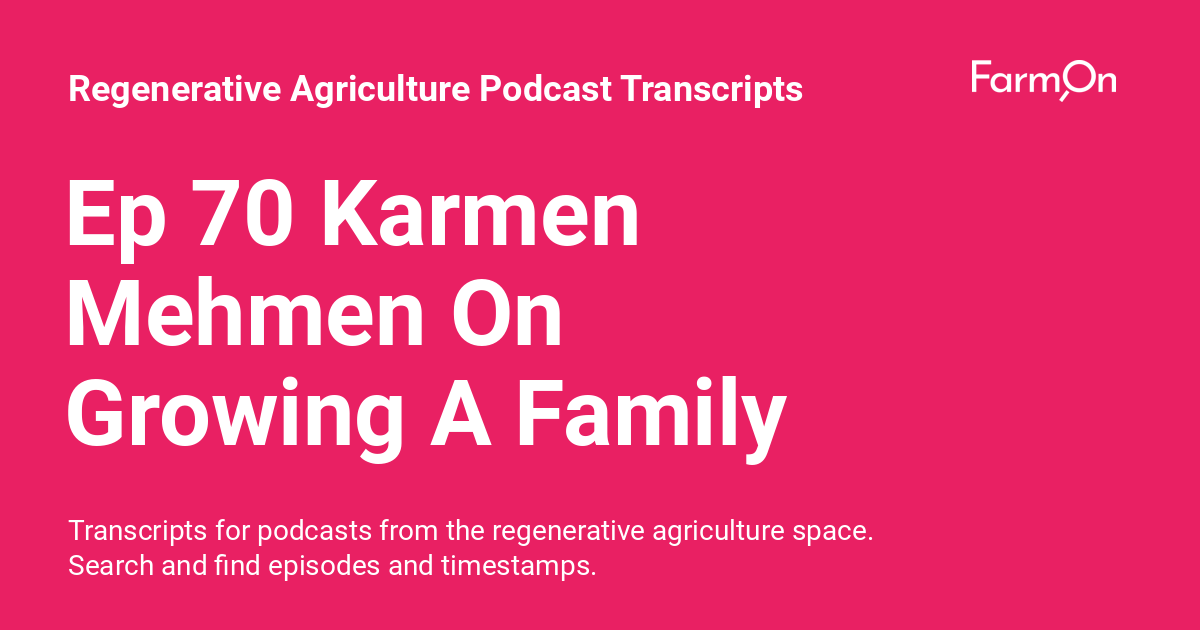 Regenerative Agriculture Podcast Transcripts
FarmOn
Ep 70 Karmen
Mehmen On
Growing A Family
Transcripts for podcasts from the regenerative agriculture space.
Search and find episodes and timestamps.